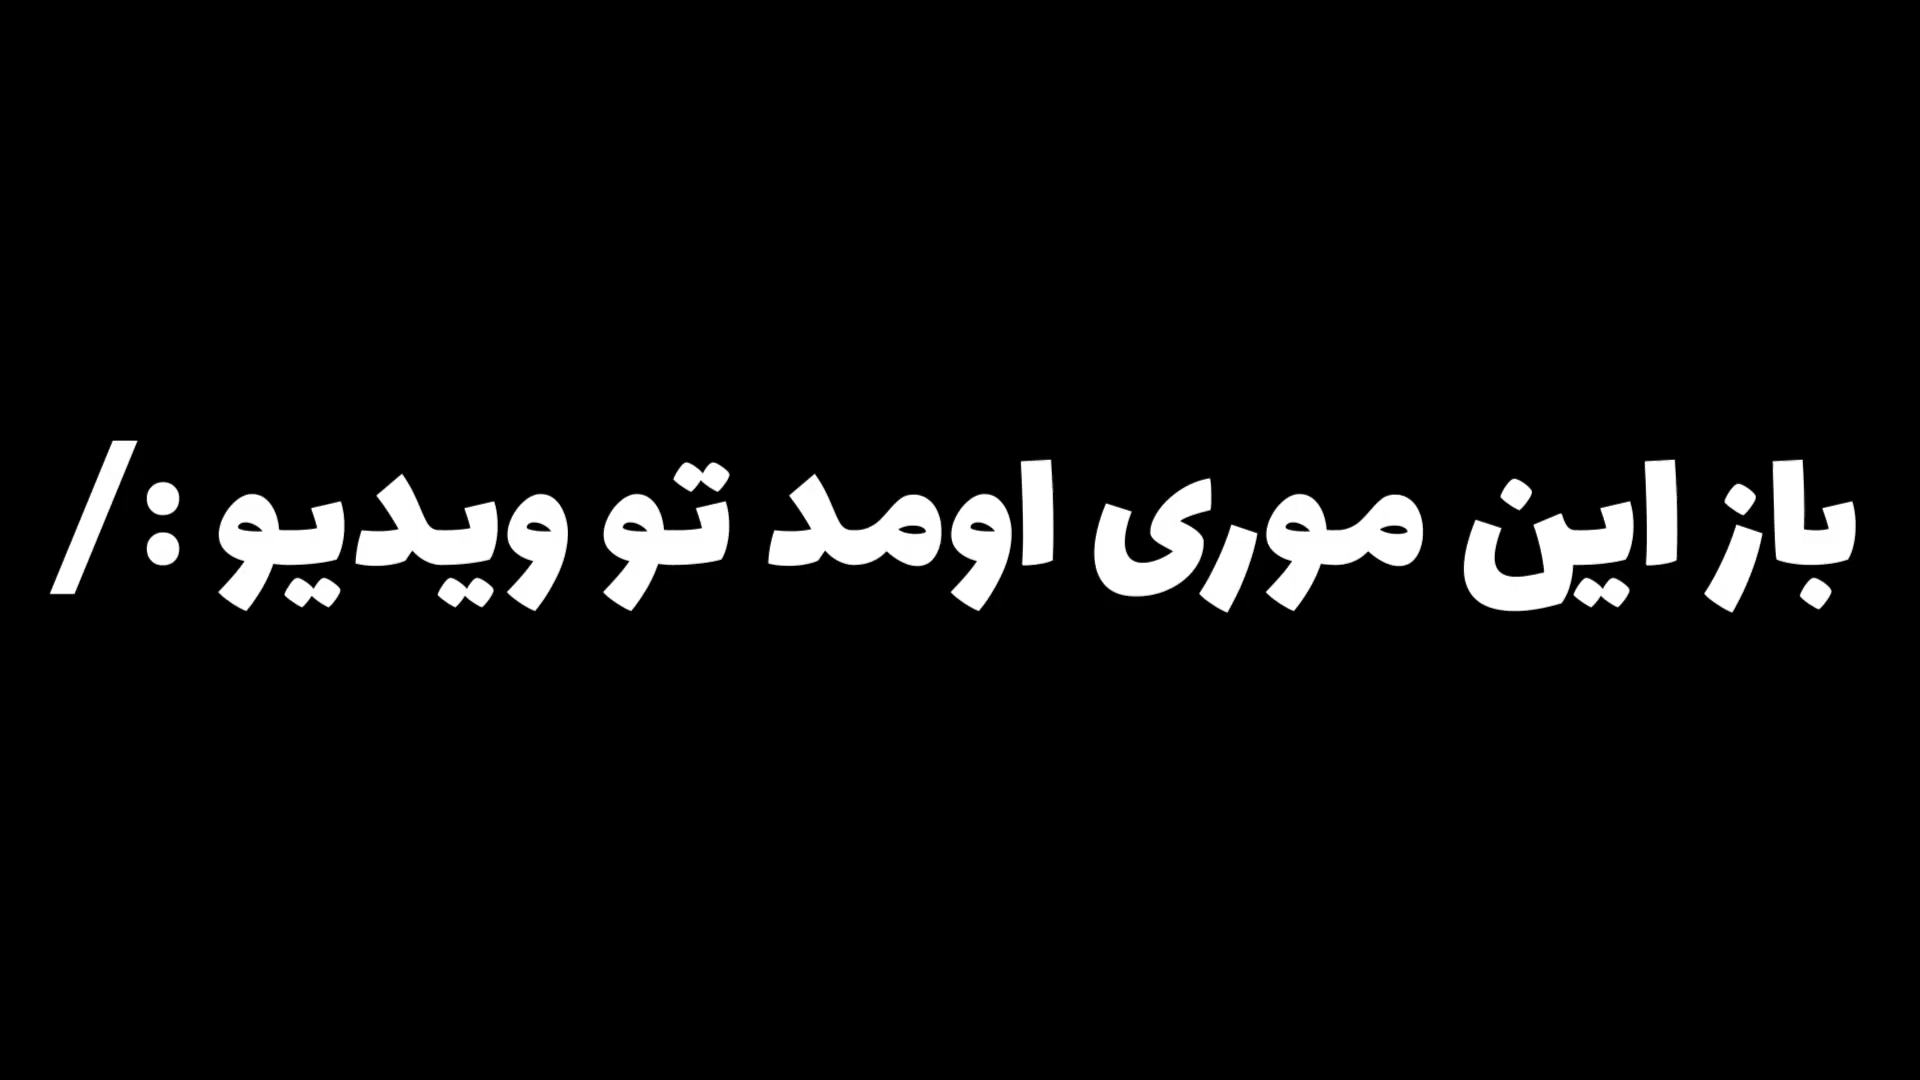 باز این موری اومد تو ویدیو :/